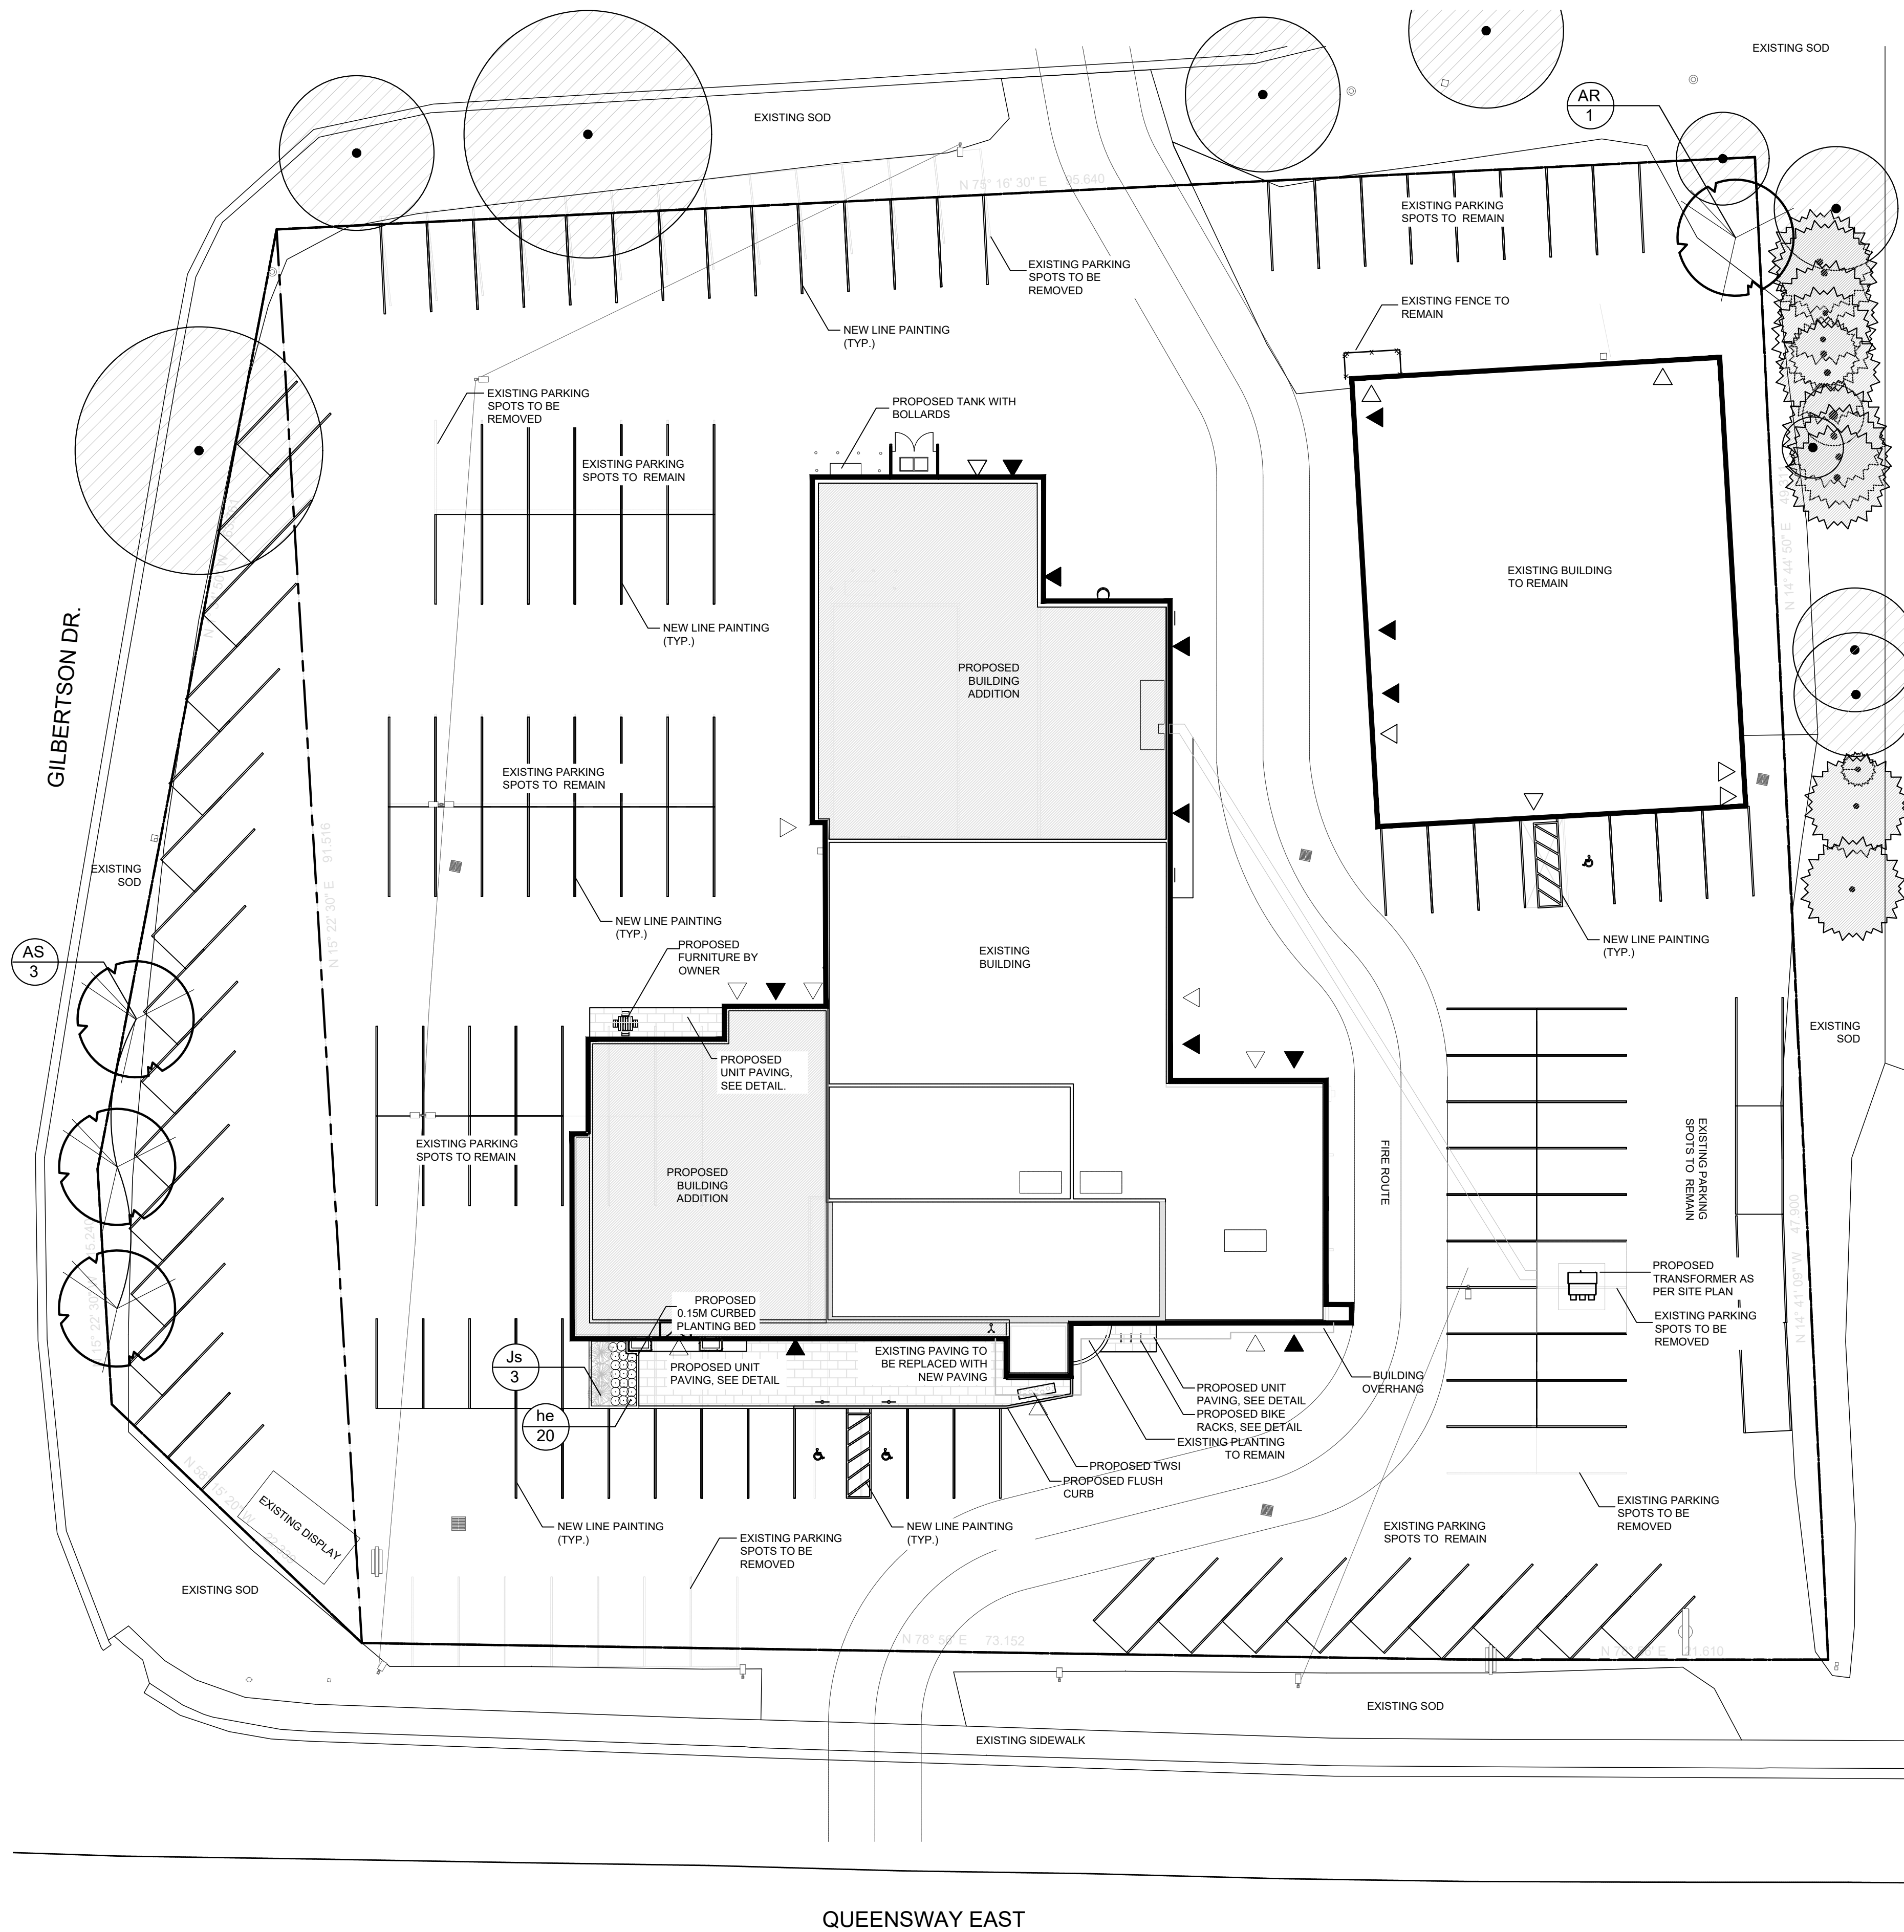 EXISTING SOD
AR
1
EXISTING SOD
N 75° 16' 30" E
EXISTING PARKING
SPOTS TO REMAIN
EXISTING PARKING
SPOTS TO BE
REMOVED
EXISTING FENCE TO
REMAIN
NEW LINE PAINTING
(TYP.)
EXISTING PARKING
SPOTS TO BE
REMOVED
PROPOSED TANK WITH
BOLLARDS
EXISTING PARKING
SPOTS TO REMAIN
N 14° 44' 50" E
EXISTING BUILDING
TO REMAIN
NEW LINE PAINTING
(TYP.)
GILBERTSON DR.
PROPOSED
BUILDING
ADDITION
EXISTING PARKING
SPOTS TO REMAIN
N 15° 22' 30" E 91.516
EXISTING
SOD
NEW LINE PAINTING
(TYP.)
NEW LINE PAINTING
(TYP.)
AS
3
PROPOSED
FURNITURE BY
OWNER
EXISTING
BUILDING
EXISTING
SOD
PROPOSED
UNIT PAVING,
SEE DETAIL.
EXISTING PARKING
SPOTS TO REMAIN
EXISTING PARKING
SPOTS TO REMAIN
FIRE ROUTE
PROPOSED
BUILDING
ADDITION
N 14° 41' 09" W 47.900
PROPOSED
TRANSFORMER AS
PER SITE PLAN
EXISTING PARKING
SPOTS TO BE
REMOVED
PROPOSED
0.15M CURBED
PLANTING BED
Js
3
PROPOSED UNIT
PAVING, SEE DETAIL
EXISTING PAVING TO
BE REPLACED WITH
NEW PAVING
BUILDING
OVERHANG
PROPOSED UNIT
PAVING, SEE DETAIL
PROPOSED BIKE
RACKS, SEE DETAIL
EXISTING PLANTING
TO REMAIN
he
20
PROPOSED TWSI
PROPOSED FLUSH
CURB
EXISTING DISPLAY
NEW LINE PAINTING
(TYP.)
EXISTING PARKING
SPOTS TO BE
REMOVED
NEW LINE PAINTING
(TYP.)
EXISTING PARKING
SPOTS TO BE
REMOVED
EXISTING PARKING
SPOTS TO REMAIN
EXISTING SOD
73.152
EXISTING SOD
EXISTING SIDEWALK
QUEENSWAY EAST